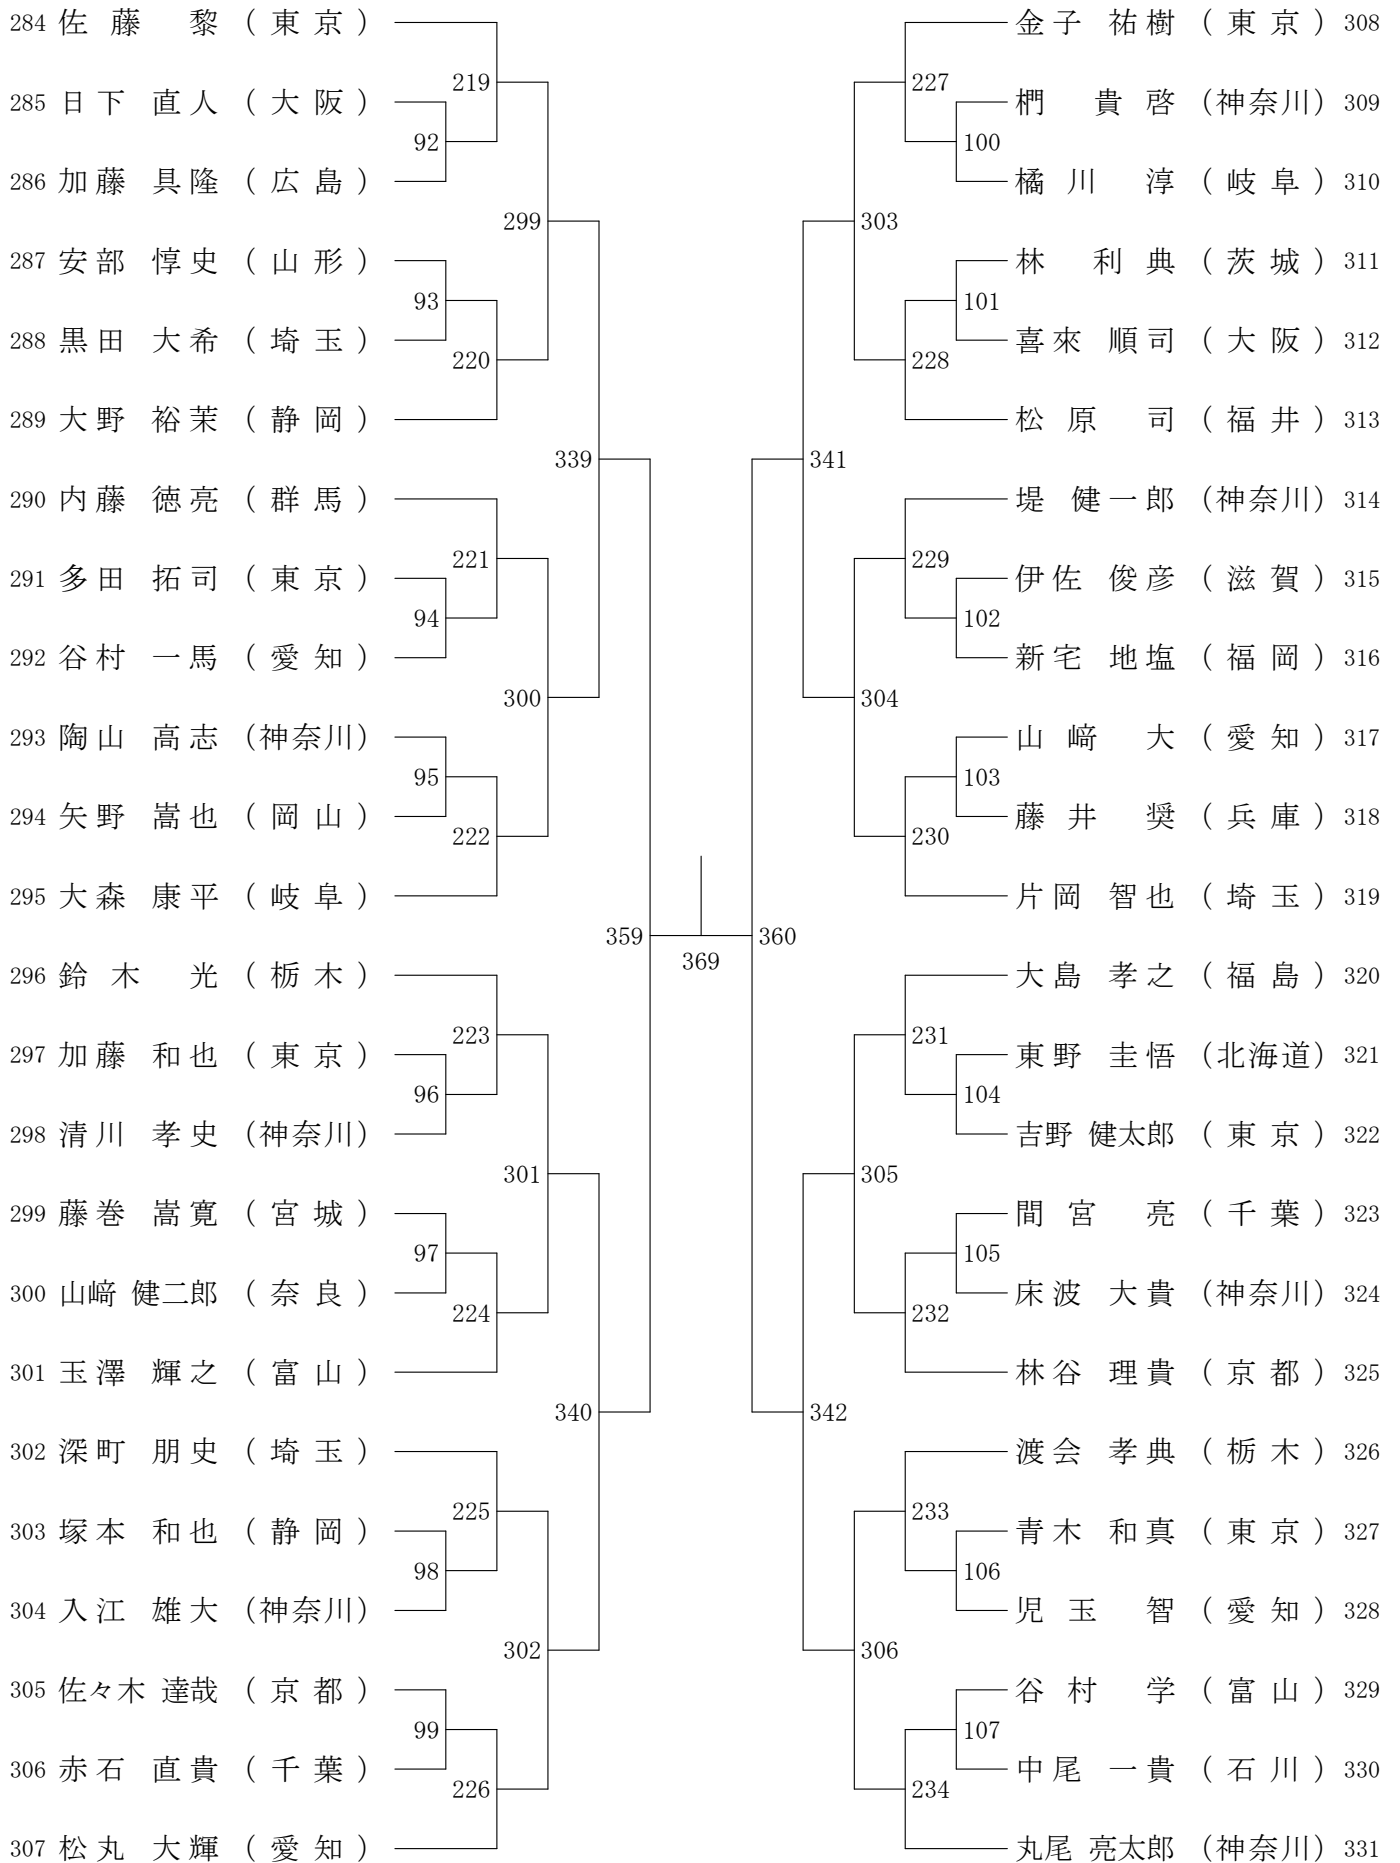 284 佐藤 黎 (東京)
285 日下 直人 (大阪)
286 加藤 具隆 (広島)
287 安部 惇史 (山形)
288 黒田 大希 (埼玉)
289 大野 裕茉 (静岡)
290 内藤 徳亮 (群馬)
291 多田 拓司 (東京)
292 谷村 一馬 (愛知)
293 陶山 高志 (神奈川)
294 矢野 嵩也 (岡山)
295 大森 康平 (岐阜)
296 鈴木 光 (栃木)
297 加藤 和也 (東京)
298 清川 孝史 (神奈川)
299 藤巻 嵩寛 (宮城)
300 山﨑 健二郎 (奈良)
301 玉澤 輝之 (富山)
302 深町 朋史 (埼玉)
303 塚本 和也 (静岡)
304 入江 雄大 (神奈川)
305 佐々木 達哉 (京都)
306 赤石 直貴 (千葉)
307 松丸 大輝 (愛知)
92
93
94
95
96
97
98
99
219
220
221
222
223
224
225
226
299
300
301
302
339
340
359
369
360
341
342
303
304
305
306
227
228
229
230
231
232
233
234
100
101
102
103
104
105
106
107
金子 祐樹 (東京) 308
椚 貴啓 (神奈川) 309
橘川 淳 (岐阜) 310
林 利典 (茨城) 311
喜來 順司 (大阪) 312
松原 司 (福井) 313
堤 健一郎 (神奈川) 314
伊佐 俊彦 (滋賀) 315
新宅 地塩 (福岡) 316
山﨑 大 (愛知) 317
藤井 奨 (兵庫) 318
片岡 智也 (埼玉) 319
大島 孝之 (福島) 320
東野 圭悟 (北海道) 321
吉野 健太郎 (東京) 322
間宮 亮 (千葉) 323
床波 大貴 (神奈川) 324
林谷 理貴 (京都) 325
渡会 孝典 (栃木) 326
青木 和真 (東京) 327
児玉 智 (愛知) 328
谷村 学 (富山) 329
中尾 一貴 (石川) 330
丸尾 亮太郎 (神奈川) 331